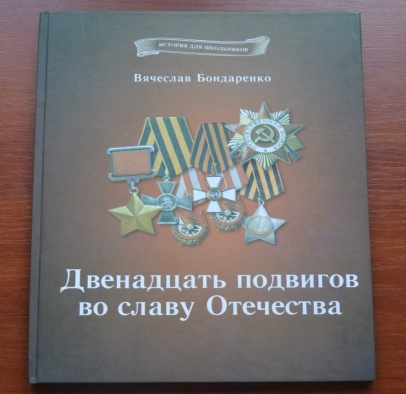 ИСТОРИЯ ДЛЯ ШКОЛЬНИКОВ
Вячеслав Бондаренко
Двенадцать подвигов
во славу Отечества